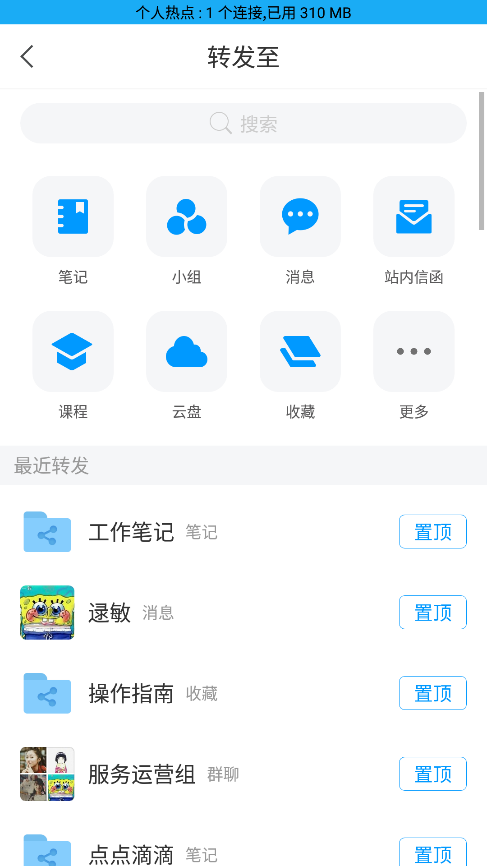 个人热点 : 1 个连接,已用 310 MB
转发至
搜索
笔记
小组
消息
站内信函
课程
云盘
收藏
更多
最近转发
工作笔记 笔记 置顶
逯敏 消息 置顶
操作指南 收藏 置顶
服务运营组 群聊 置顶
点点滴滴 笔记 置顶